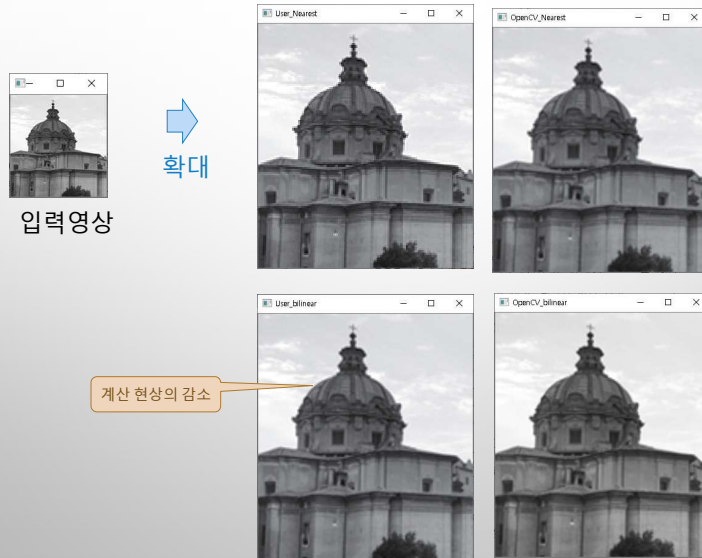 User_Nearest
OpenCV_Nearest
확대
입력영상
User_bilinear
OpenCV_bilinear
계산 현상의 감소